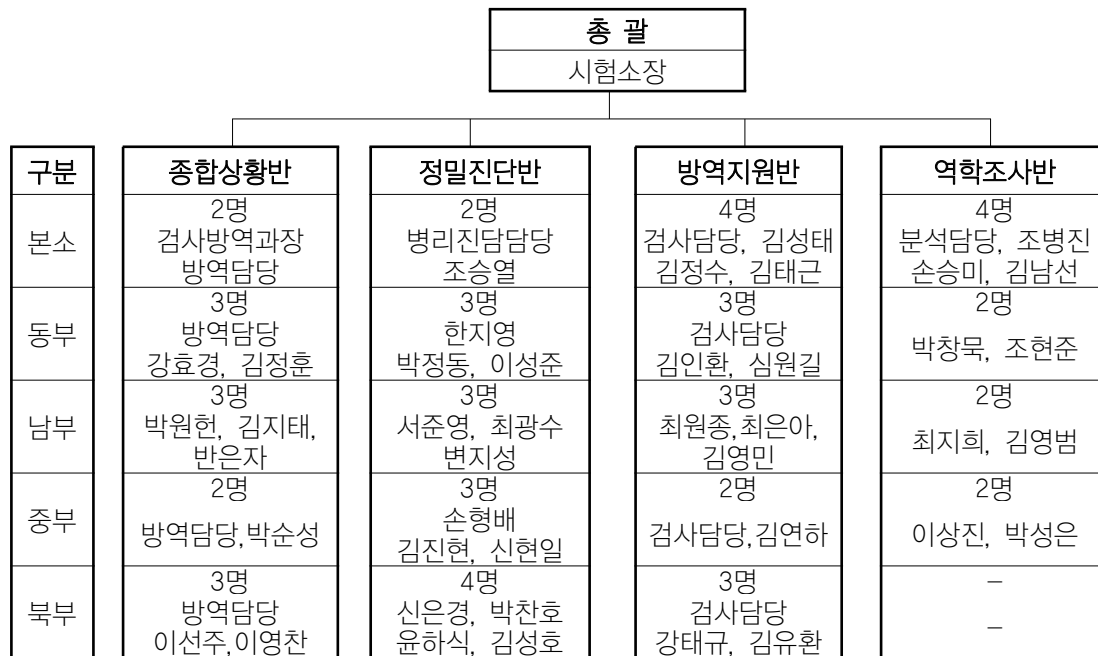 총 괄
시험소장
구분
종합상황반
정밀진단반
방역지원반
역학조사반
본소
2명
검사방역과장
방역담당
2명
병리진담담당
조승열
4명
검사담당, 김성태
김정수, 김태근
4명
분석담당, 조병진
손승미, 김남선
동부
3명
방역담당
강효경, 김정훈
3명
한지영
박정동, 이성준
3명
검사담당
김인환, 심원길
2명
박창묵, 조현준
남부
3명
박원헌, 김지태,
반은자
3명
서준영, 최광수
변지성
3명
최원종,최은아,
김영민
2명
최지희, 김영범
중부
2명
방역담당,박순성
3명
손형배
김진현, 신현일
2명
검사담당,김연하
2명
이상진, 박성은
북부
3명
방역담당
이선주,이영찬
4명
신은경, 박찬호
윤하식, 김성호
3명
검사담당
강태규, 김유환
–
–